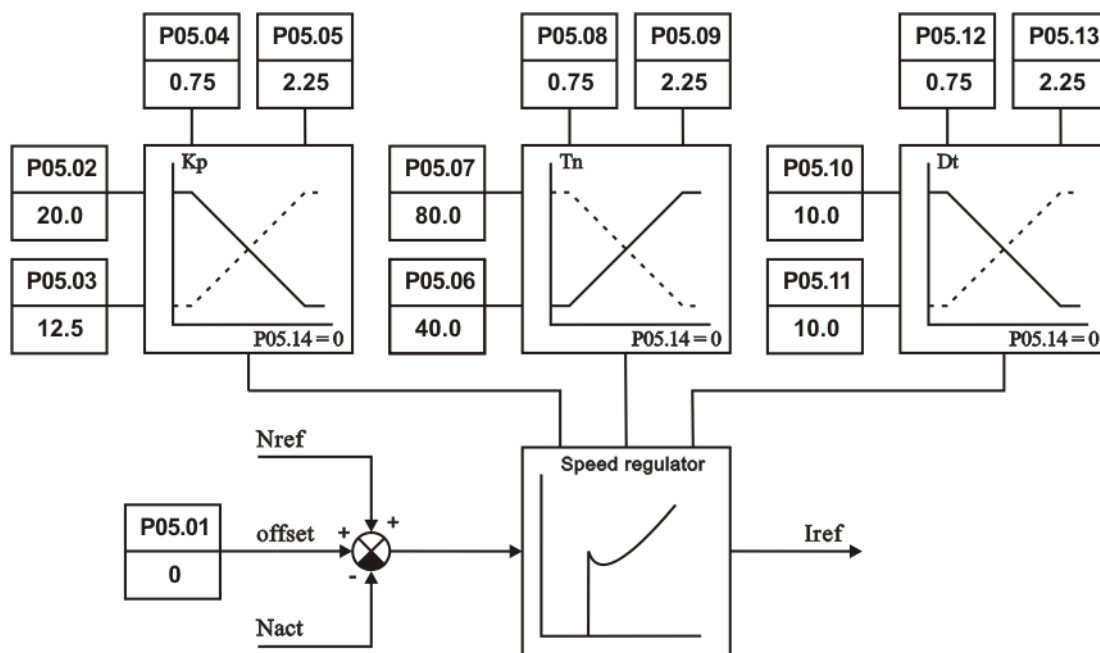 P05.04
0.75
P05.05
2.25
P05.08
0.75
P05.09
2.25
P05.12
0.75
P05.13
2.25
P05.02
20.0
P05.03
12.5
Kp
P05.14 = 0
P05.07
80.0
P05.06
40.0
Tn
P05.14 = 0
P05.10
10.0
P05.11
10.0
Dt
P05.14 = 0
Nref
P05.01
0
offset
+
+
-
Nact
Speed regulator
Iref